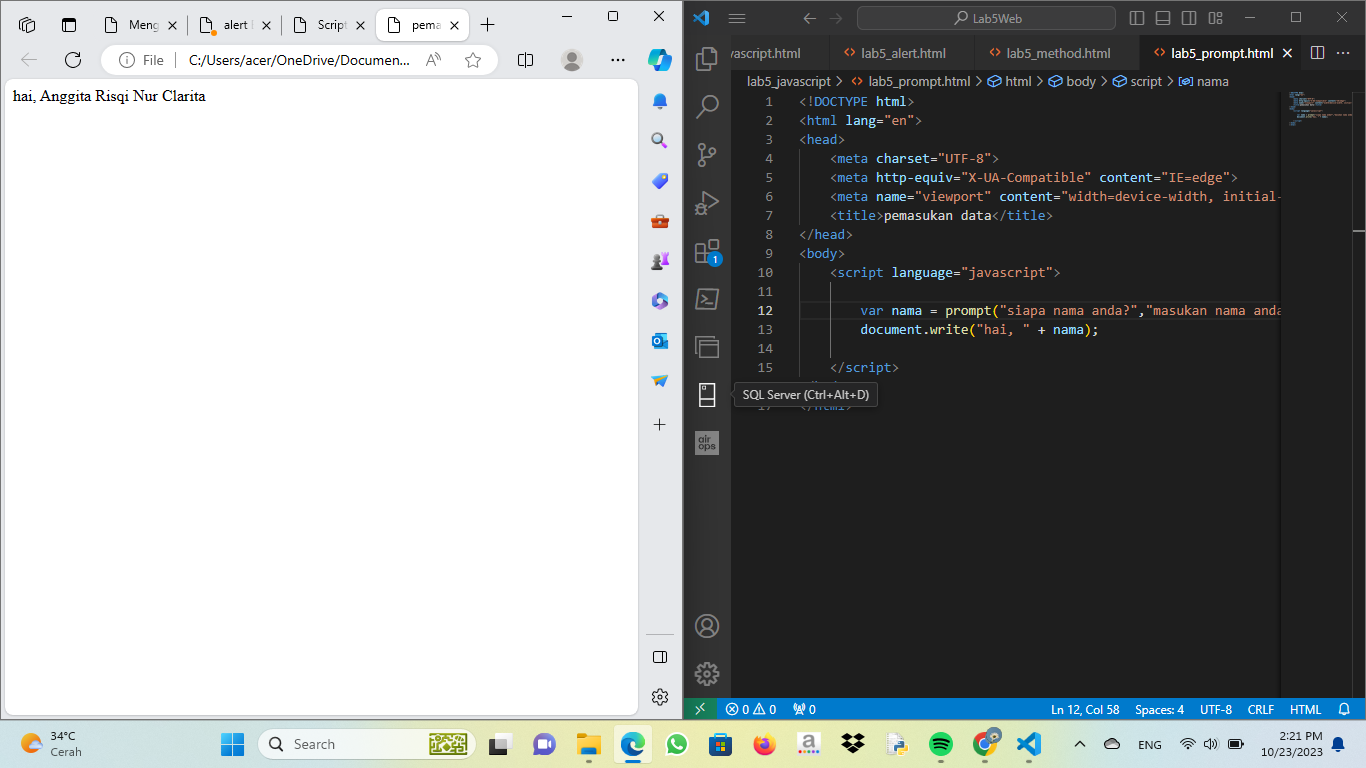 Meng
alert
Script
pema
File
C:/Users/acer/OneDrive/Documen...
hai, Anggita Risqi Nur Clarita
Lab5Web
vascript.html
lab5_alert.html
lab5_method.html
lab5_prompt.html
lab5_javascript > lab5_prompt.html > html > body > script > nama
1 <!DOCTYPE html>
2 <html lang="en">
3 <head>
4 <meta charset="UTF-8">
5 <meta http-equiv="X-UA-Compatible" content="IE=edge">
6 <meta name="viewport" content="width=device-width, initial-
7 <title>pemasukan data</title>
8 </head>
9 <body>
10 <script language="javascript">
11
12 var nama = prompt("siapa nama anda?","masukan nama anda
13 document.write("hai, " + nama);
14
15 </script>
SQL Server (Ctrl+Alt+D)
17 </html>
1
air
ops
0 0 0
Ln 12, Col 58 Spaces: 4 UTF-8 CRLF HTML
34°C
Cerah
Search
ENG
2:21 PM
10/23/2023